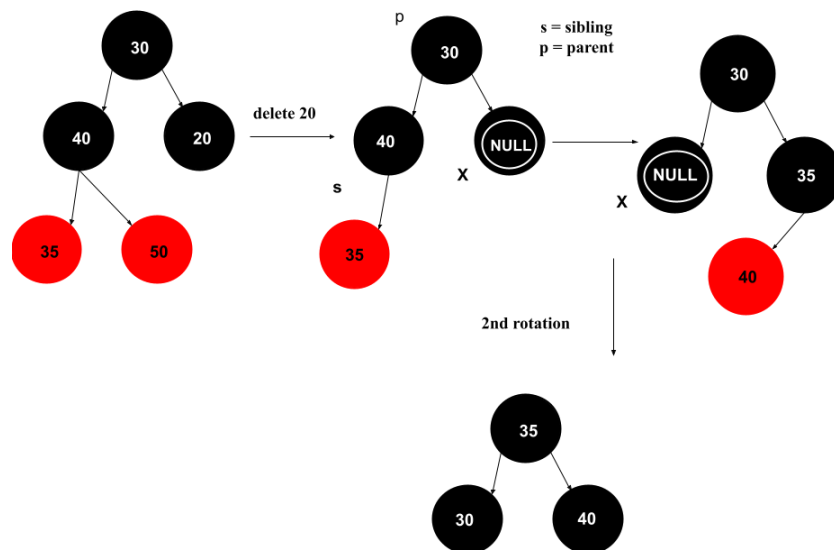 p
s = sibling
p = parent
30
30
30
delete 20
40
20
40
NULL
NULL
35
s
X
X
35
50
35
40
2nd rotation
35
30
40